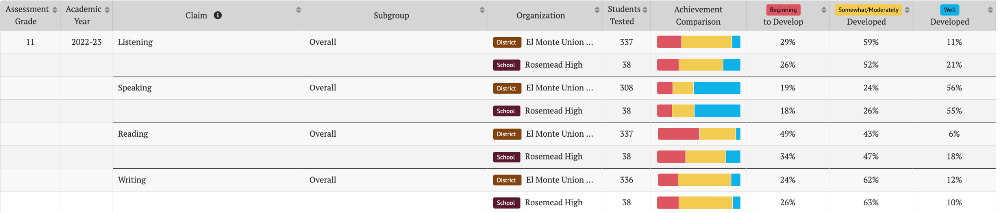 Assessment Grade Academic Year Claim i Subgroup Organization Students Tested Achievement Comparison Beginning to Develop Somewhat/Moderately Developed Well Developed
11 2022-23 Listening Overall District El Monte Union ... 337 29% 59% 11%
School Rosemead High 38 26% 52% 21%
Speaking Overall District El Monte Union ... 308 19% 24% 56%
School Rosemead High 38 18% 26% 55%
Reading Overall District El Monte Union ... 337 49% 43% 6%
School Rosemead High 38 34% 47% 18%
Writing Overall District El Monte Union ... 336 24% 62% 12%
School Rosemead High 38 26% 63% 10%